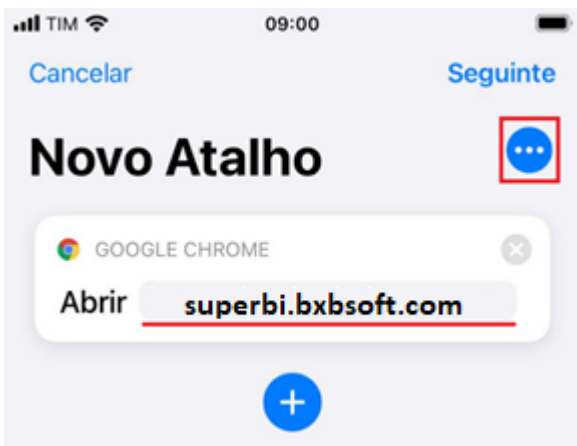 TIM 09:00
Cancelar Seguinte
Novo Atalho
GOOGLE CHROME
Abrir superbi.bxbsoft.com